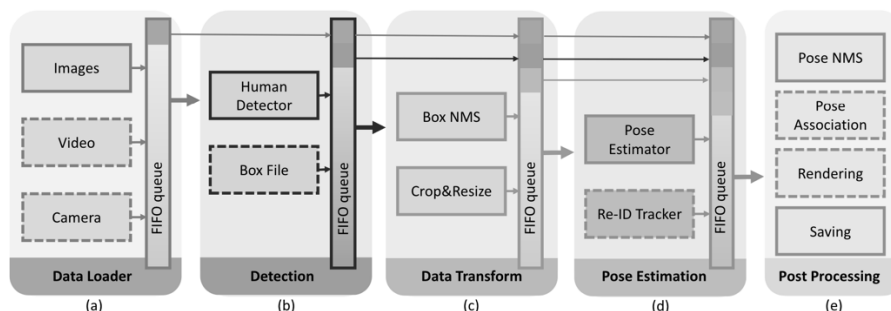 Images
Video
Camera
FIFO queue
Data Loader
(a)
Human
Detector
Box File
FIFO queue
Detection
(b)
Box NMS
Crop&Resize
FIFO queue
Data Transform
(c)
Pose
Estimator
Re-ID Tracker
FIFO queue
Pose Estimation
(d)
Pose NMS
Pose
Association
Rendering
Saving
Post Processing
(e)